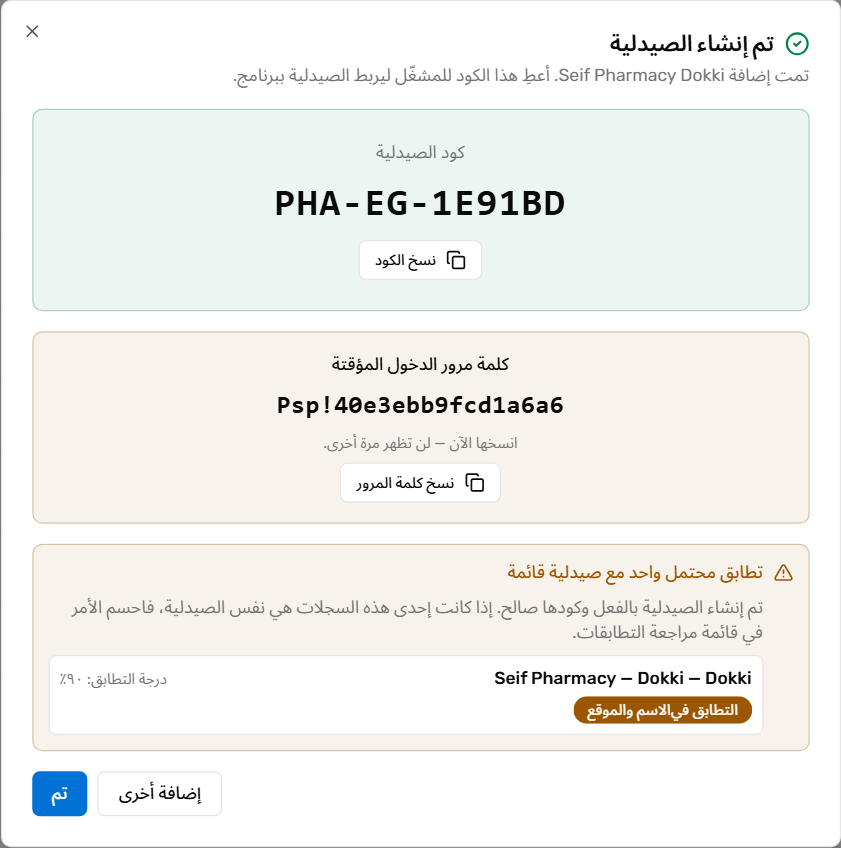 تم إنشاء الصيدلية
تمت إضافة Seif Pharmacy Dokki. أعطِ هذا الكود للمشغّل ليربط الصيدلية ببرنامج.
كود الصيدلية
PHA-EG-1E91BD
نسخ الكود
كلمة مرور الدخول المؤقتة
Psp!40e3ebb9fcd1a6a6
انسخها الآن — لن تظهر مرة أخرى.
نسخ كلمة المرور
تطابق محتمل واحد مع صيدلية قائمة
تم إنشاء الصيدلية بالفعل وكودها صالح. إذا كانت إحدى هذه السجلات هي نفس الصيدلية، فاحسم الأمر
في قائمة مراجعة التطابقات.
Seif Pharmacy — Dokki — Dokki
درجة التطابق: ٩٠٪
التطابق في الاسم والموقع
إضافة أخرى
تم